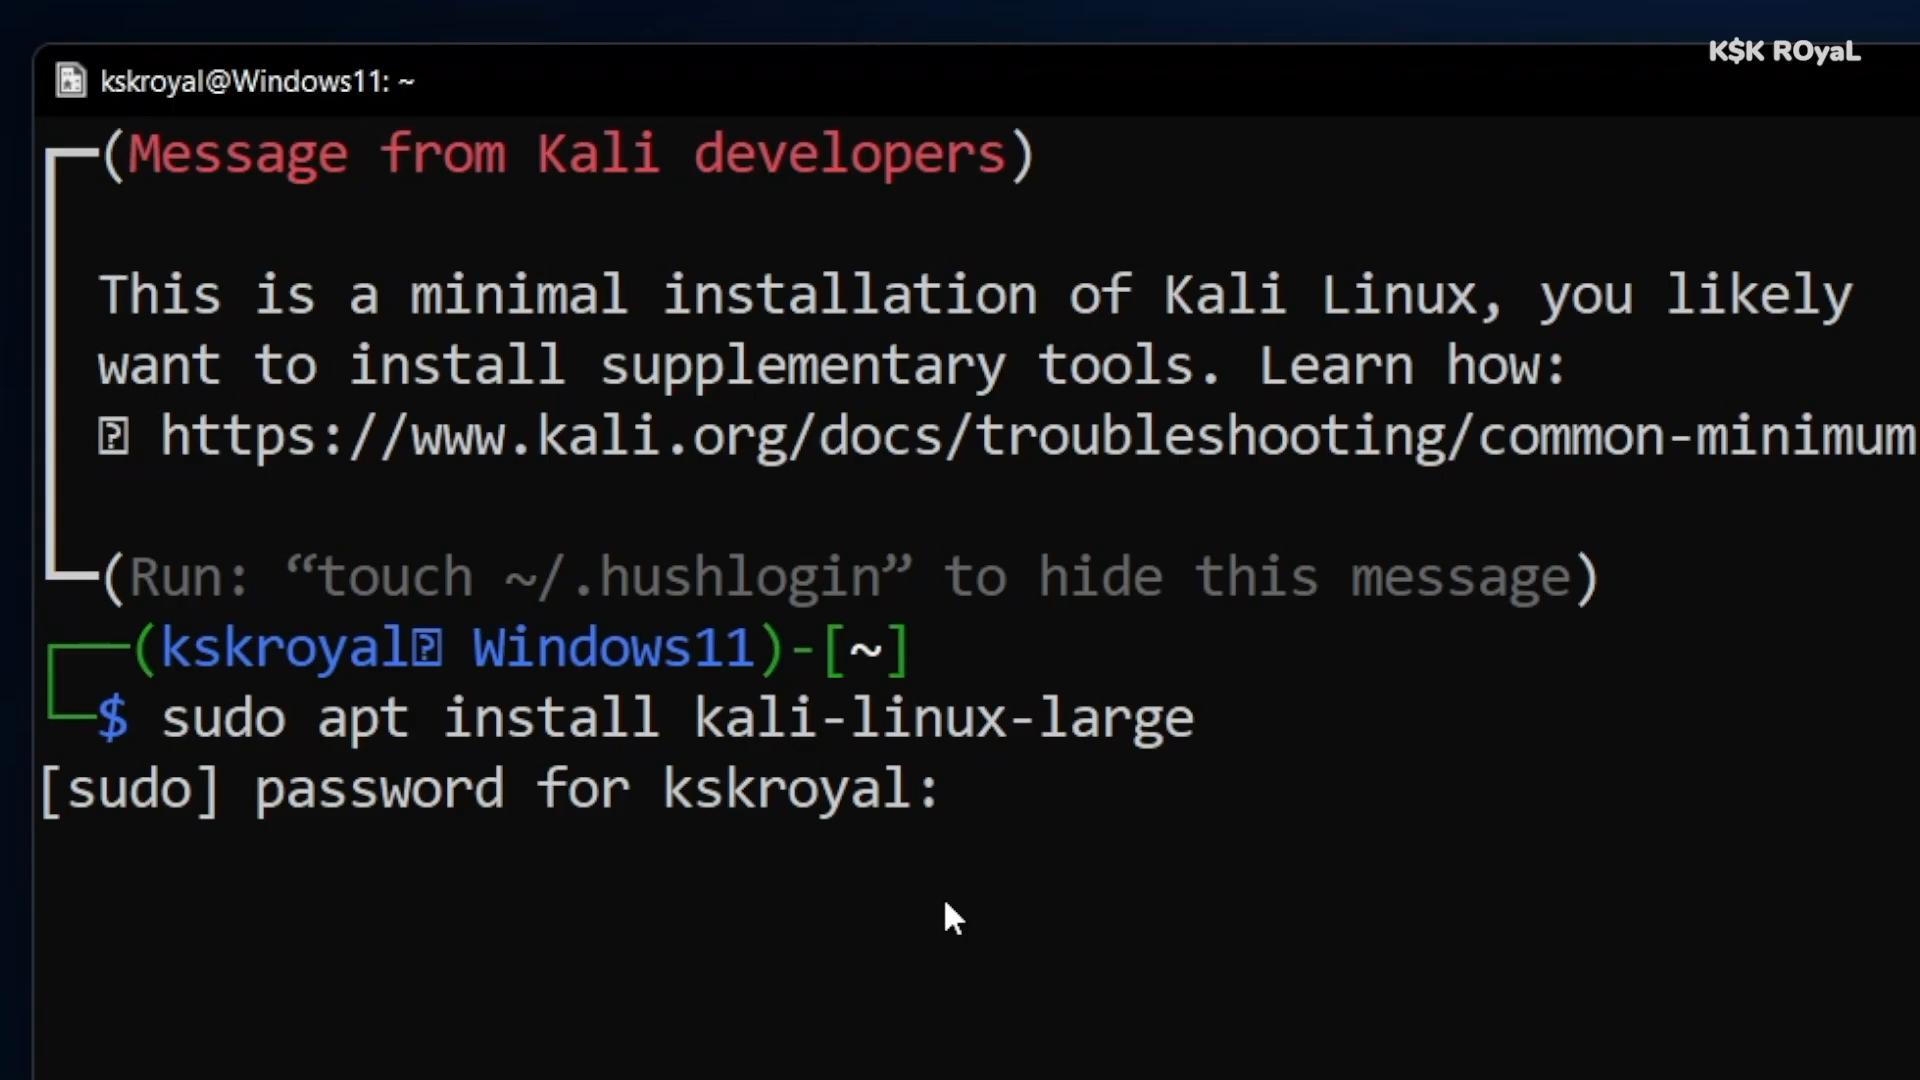 K$K ROyaL
kskroyal@Windows11: ~
(Message from Kali developers)
This is a minimal installation of Kali Linux, you likely
want to install supplementary tools. Learn how:
⍰ https://www.kali.org/docs/troubleshooting/common-minimum
(Run: “touch ~/.hushlogin” to hide this message)
(kskroyal⍰ Windows11)-[~]
$ sudo apt install kali-linux-large
[sudo] password for kskroyal: